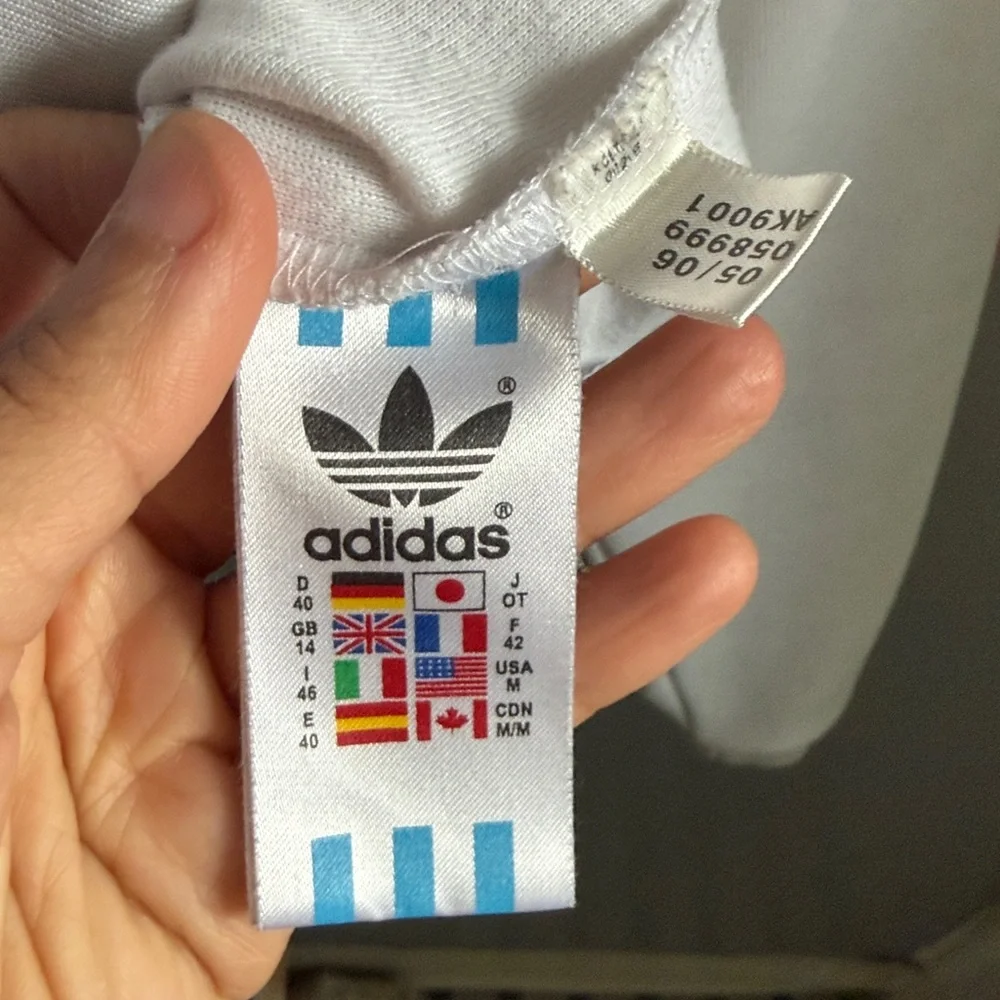 ®
®
adidas
D
40
J
OT
GB
14
F
42
I
46
USA
M
E
40
CDN
M/M
05/06
058999
AK9001